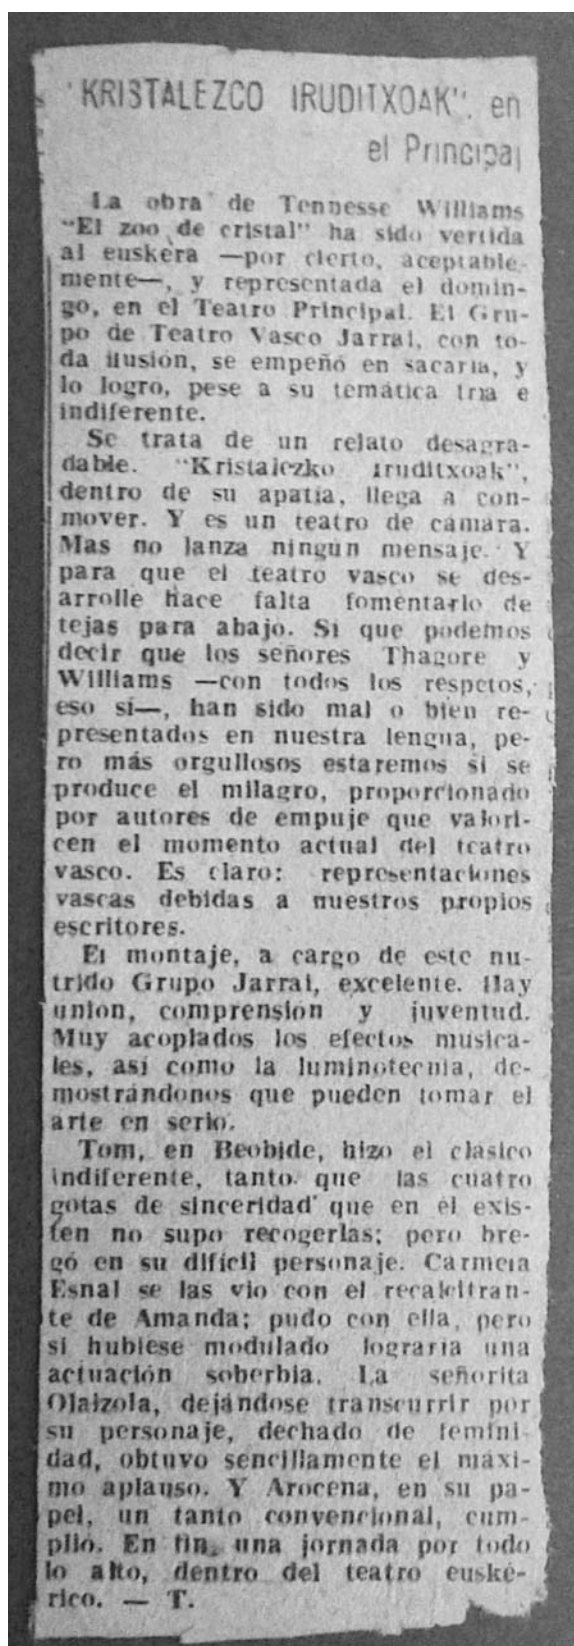 "KRISTALEZCO IRUDITXOAK", en
el Principal
La obra de Tennesse Williams
"El zoo de cristal" ha sido vertida
al euskera —por cierto, aceptable-
mente—, y representada el domin-
go, en el Teatro Principal. El Gru-
po de Teatro Vasco Jarrai, con to-
da ilusión, se empeñó en sacarla, y
lo logró, pese a su temática fría e
indiferente.
Se trata de un relato desagra-
dable. "Kristalezko iruditxoak",
dentro de su apatía, llega a con-
mover. Y es un teatro de cámara.
Mas no lanza ningún mensaje. Y
para que el teatro vasco se des-
arrolle hace falta fomentarlo de
tejas para abajo. Sí que podemos
decir que los señores Thagore y
Williams —con todos los respetos,
eso sí—, han sido mal o bien re-
presentados en nuestra lengua, pe-
ro más orgullosos estaremos si se
produce el milagro, proporcionado
por autores de empuje que valori-
cen el momento actual del teatro
vasco. Es claro: representaciones
vascas debidas a nuestros propios
escritores.
El montaje, a cargo de este nu-
trido Grupo Jarrai, excelente. Hay
unión, comprensión y juventud.
Muy acoplados los efectos musica-
les, así como la luminotecnia, de-
mostrándonos que pueden tomar el
arte en serio.
Tom, en Beobide, hizo el clásico
indiferente, tanto que las cuatro
gotas de sinceridad que en él exis-
ten no supo recogerlas; pero bre-
gó en su difícil personaje. Carmela
Esnal se las vio con el recalcitran-
te de Amanda; pudo con ella, pero
si hubiese modulado lograría una
actuación soberbia. La señorita
Olaizola, dejándose transcurrir por
su personaje, dechado de femini-
dad, obtuvo sencillamente el máxi-
mo aplauso. Y Arocena, en su pa-
pel, un tanto convencional, cum-
plió. En fin, una jornada por todo
lo alto, dentro del teatro euské-
rico. — T.